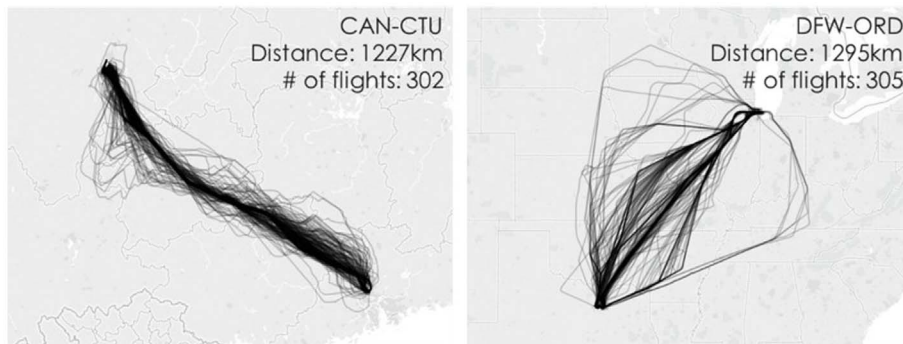 CAN-CTU
Distance: 1227km
# of flights: 302
DFW-ORD
Distance: 1295km
# of flights: 305